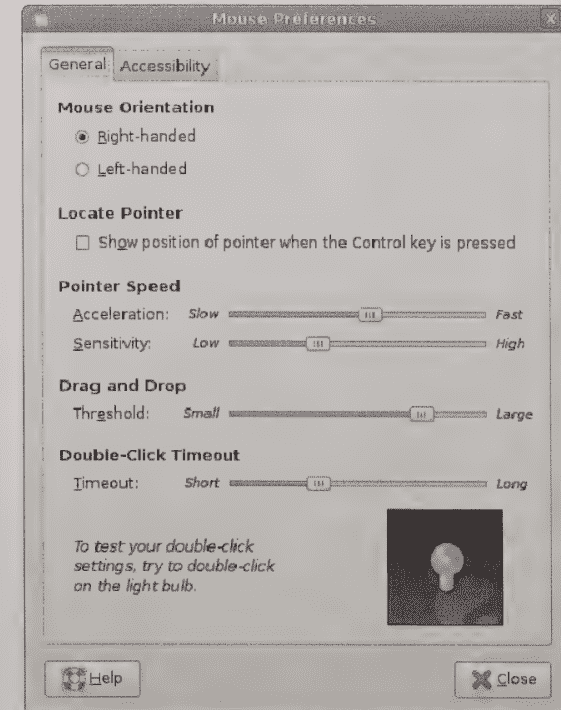 Mouse Preferences
General Accessibility
Mouse Orientation
Right-handed
Left-handed
Locate Pointer
Show position of pointer when the Control key is pressed
Pointer Speed
Acceleration: Slow Fast
Sensitivity: Low High
Drag and Drop
Threshold: Small Large
Double-Click Timeout
Timeout: Short Long
To test your double-click
settings, try to double-click
on the light bulb.
Help Close